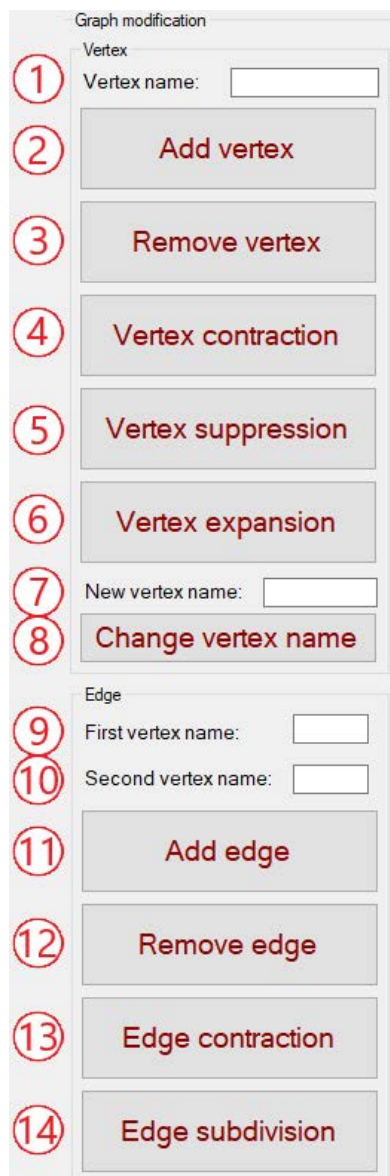 Graph modification
Vertex
1 Vertex name:
2 Add vertex
3 Remove vertex
4 Vertex contraction
5 Vertex suppression
6 Vertex expansion
7 New vertex name:
8 Change vertex name
Edge
9 First vertex name:
10 Second vertex name:
11 Add edge
12 Remove edge
13 Edge contraction
14 Edge subdivision